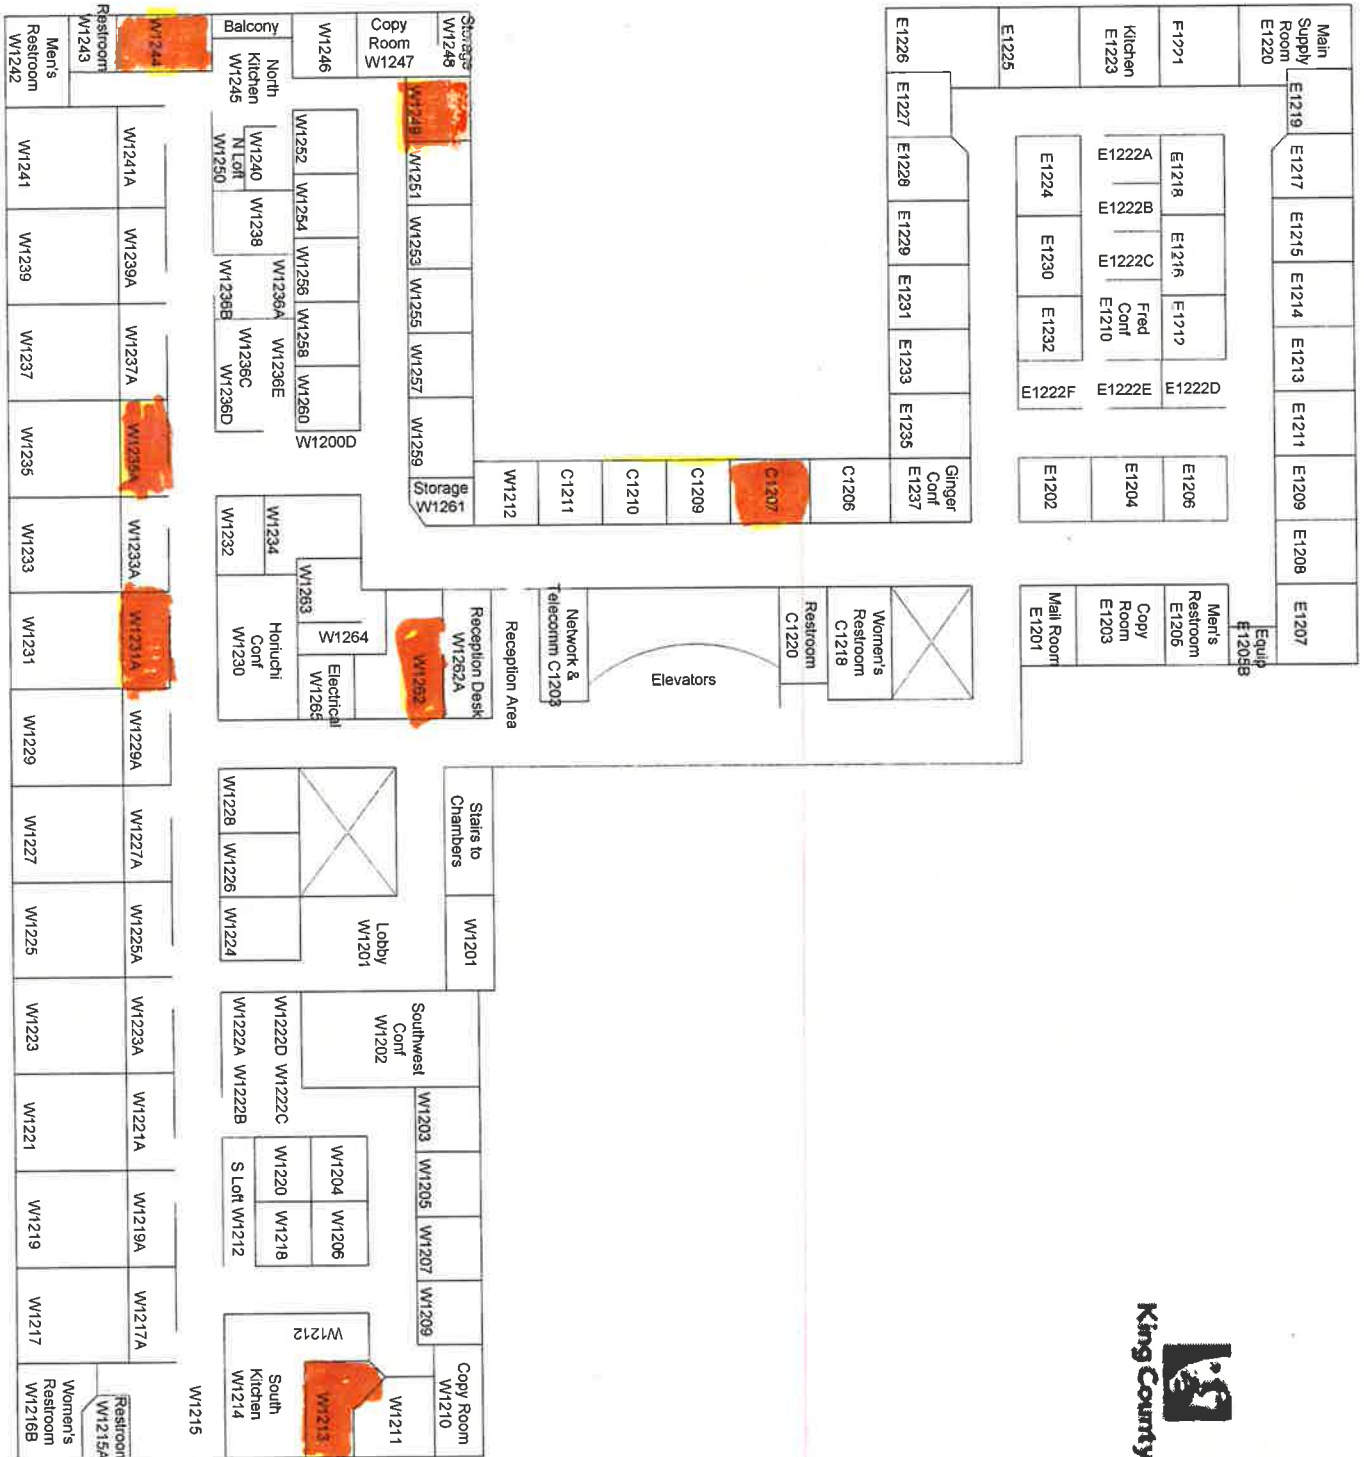 Men's
Restroom
W1242
Restroom
W1243
W1244
Balcony
North
Kitchen
W1245
W1246
Copy
Room
W1247
Storage
W1248
W1249
W1241
W1241A
N Loft
W1250
W1240
W1252
W1251
W1238
W1254
W1253
W1239
W1239A
W1236B
W1236A
W1256
W1255
W1237
W1237A
W1236C
W1236D
W1236E
W1258
W1257
W1260
W1259
W1200D
W1235
W1235A
Storage
W1261
W1212
C1211
C1210
C1209
C1207
C1206
Ginger
Conf
E1237
W1233
W1233A
W1232
W1234
W1263
W1264
W1231
W1231A
Horiuchi
Conf
W1230
Electrical
W1265
W1262
Reception Desk
W1262A
Reception Area
Network &
Telecomm C1203
Elevators
Restroom
C1220
Women's
Restroom
C1218
E1226
E1225
Kitchen
E1223
E1221
Main
Supply
Room
E1220
E1227
E1219
E1228
E1224
E1222A
E1218
E1217
E1222B
E1229
E1230
E1222C
E1216
E1215
E1231
E1232
Fred
Conf
E1210
E1212
E1214
E1233
E1213
E1222F
E1222E
E1222D
E1235
E1211
E1202
E1204
E1206
E1209
E1208
Mail Room
E1201
Copy
Room
E1203
Men's
Restroom
E1205
Equip
E1205B
E1207
W1229
W1229A
W1228
Stairs to
Chambers
W1227
W1227A
W1226
W1225
W1225A
W1224
Lobby
W1201
W1201
W1223
W1223A
W1222A
W1222B
W1222D
W1222C
Southwest
Conf
W1202
W1221
W1221A
W1203
W1219
W1219A
S Loft W1212
W1220
W1218
W1204
W1206
W1205
W1207
W1209
W1217
W1217A
W1212
Women's
Restroom
W1216B
Restroom
W1215A
W1215
South
Kitchen
W1214
W1213
W1211
Copy Room
W1210
King County